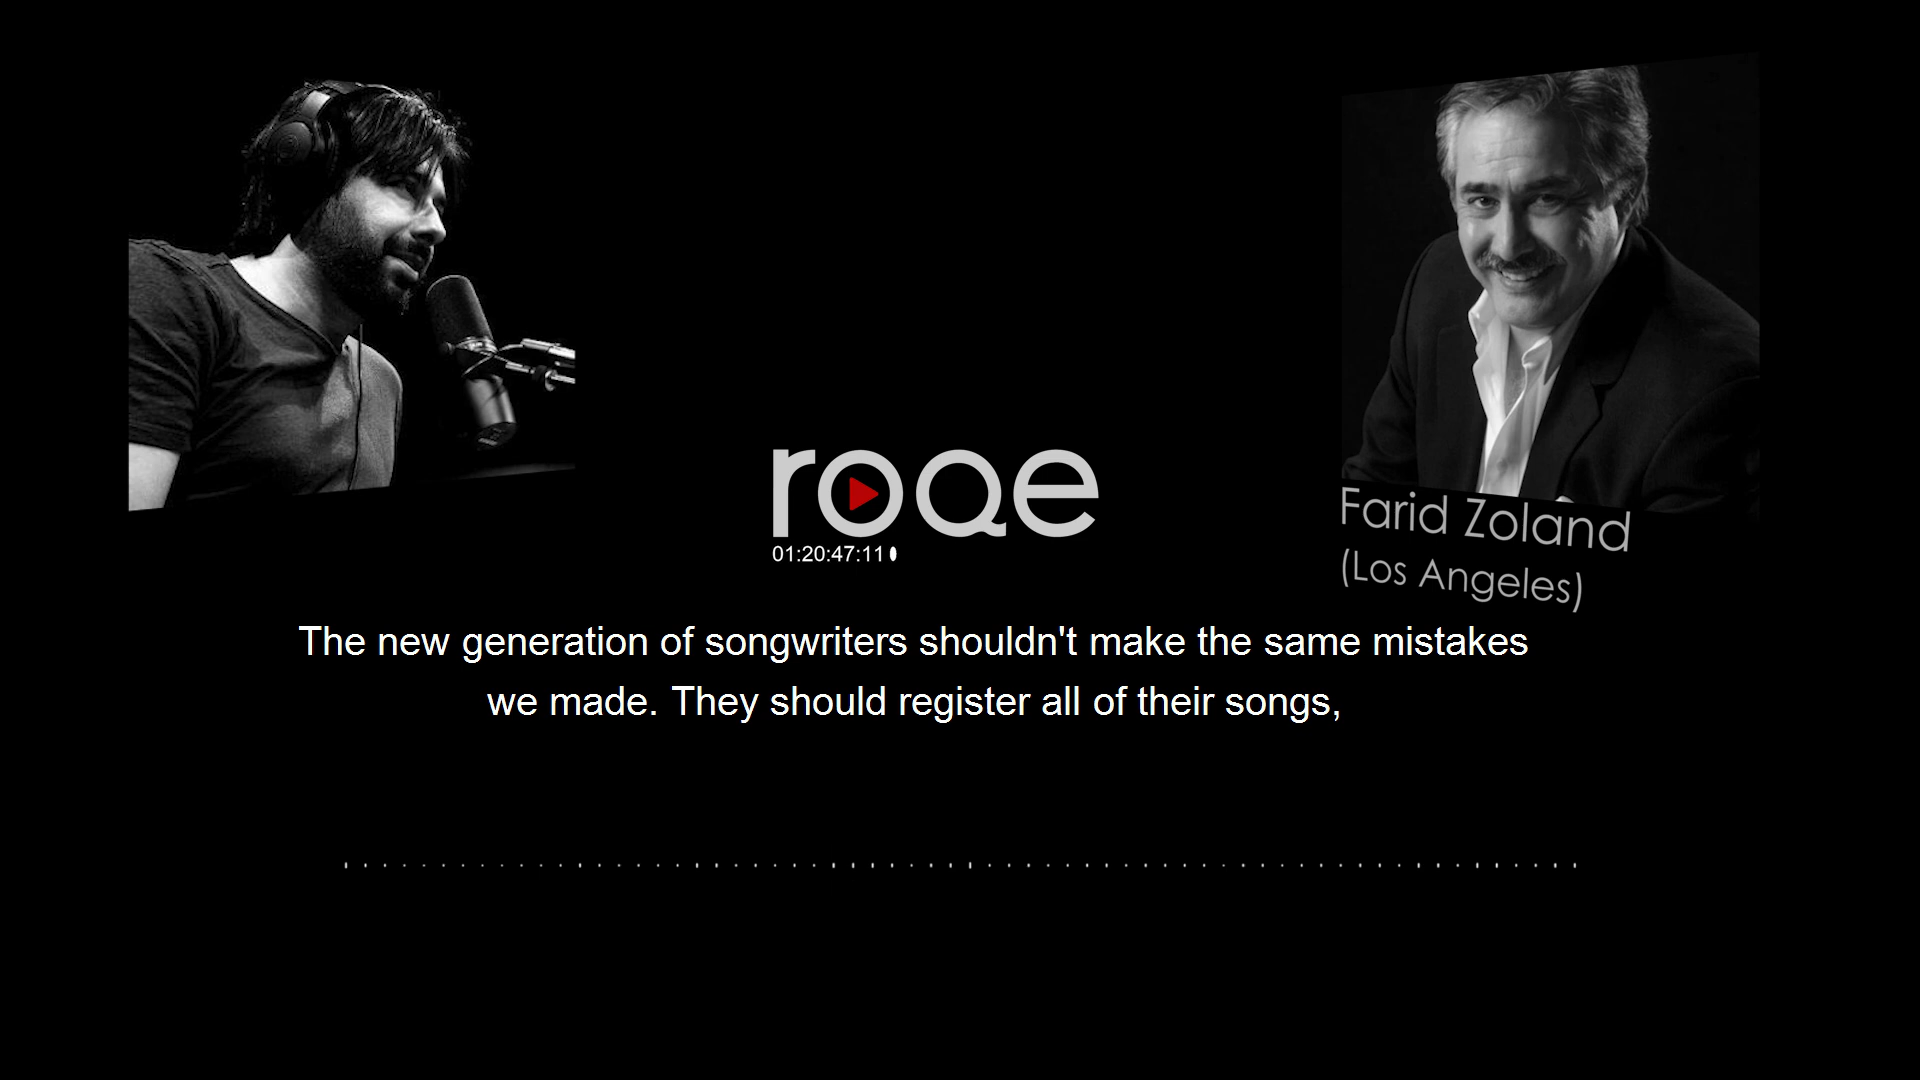 roqe
01:20:47:11
Farid Zoland
(Los Angeles)
The new generation of songwriters shouldn't make the same mistakes
we made. They should register all of their songs,